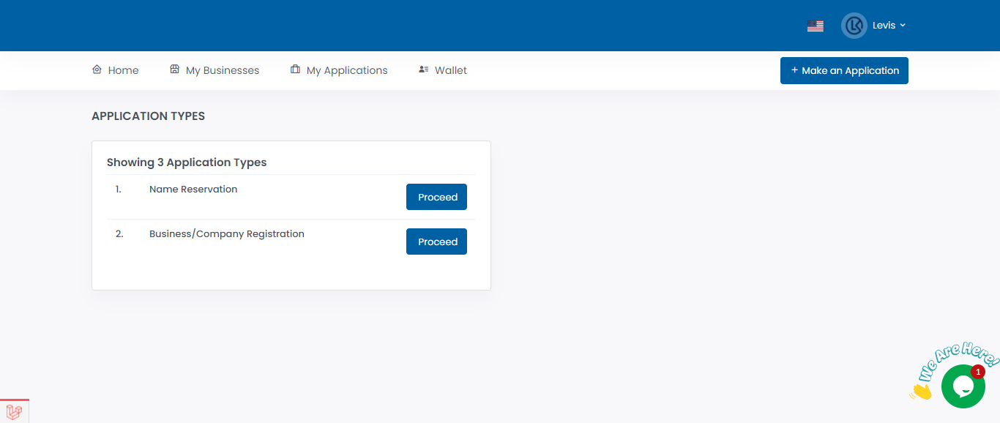 Levis
Home
My Businesses
My Applications
Wallet
+ Make an Application
APPLICATION TYPES
Showing 3 Application Types
1. Name Reservation Proceed
2. Business/Company Registration Proceed
We Are Here!
1